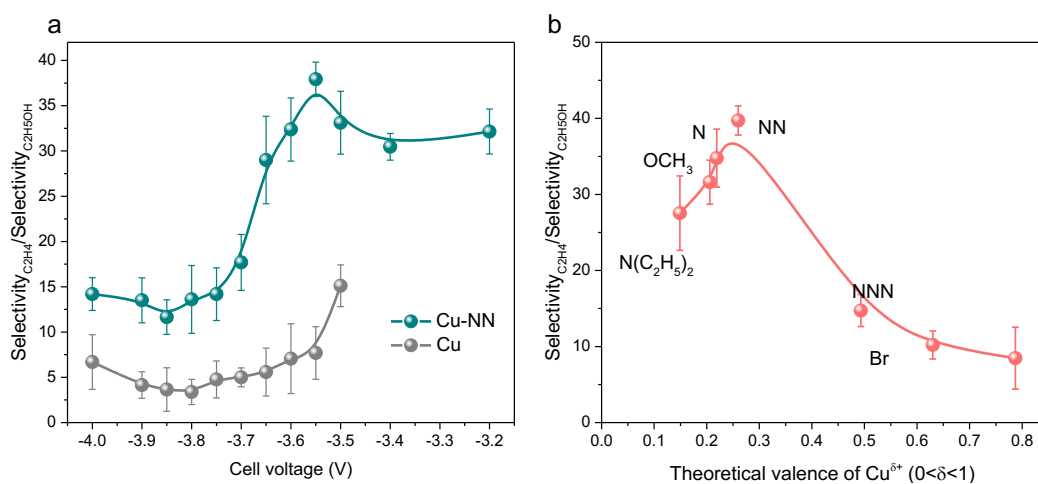 a
Selectivity_C2H4/Selectivity_C2H5OH
40
35
30
25
20
15
10
5
0
Cu-NN
Cu
-4.0 -3.9 -3.8 -3.7 -3.6 -3.5 -3.4 -3.3 -3.2
Cell voltage (V)
b
Selectivity_C2H4/Selectivity_C2H5OH
50
40
30
20
10
0
N
NN
OCH₃
N(C₂H₅)₂
NNN
Br
0.0 0.1 0.2 0.3 0.4 0.5 0.6 0.7 0.8
Theoretical valence of Cu^δ+ (0<δ<1)